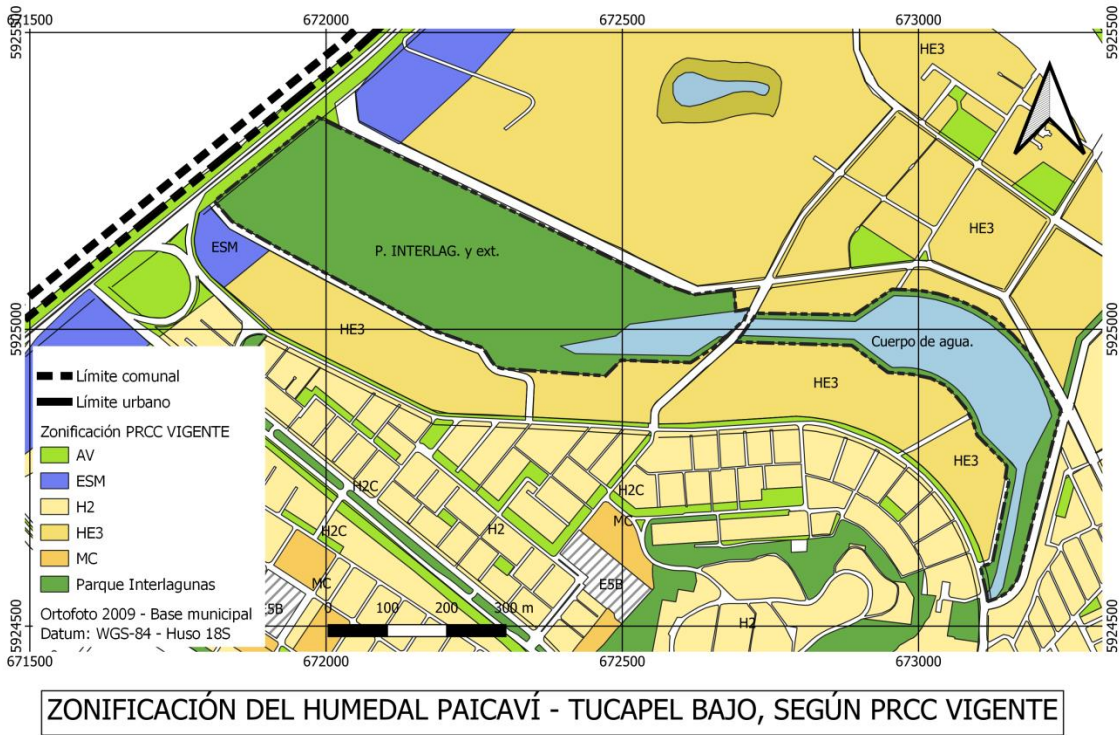 671500 672000 672500 673000
5925500 5925500
HE3
ESM
P. INTERLAG. y ext.
HE3
5925000 5925000
HE3
Cuerpo de agua.
HE3
HE3
Límite comunal
Límite urbano
Zonificación PRCC VIGENTE
AV
ESM
H2
HE3
MC
Parque Interlagunas
Ortofoto 2009 - Base municipal
Datum: WGS-84 - Huso 18S
H2C
H2C
MC
H2
H2C
MC
E5B
E5B
H2
0 100 200 300 m
5924500 5924500
671500 672000 672500 673000
ZONIFICACIÓN DEL HUMEDAL PAICAVÍ - TUCAPEL BAJO, SEGÚN PRCC VIGENTE